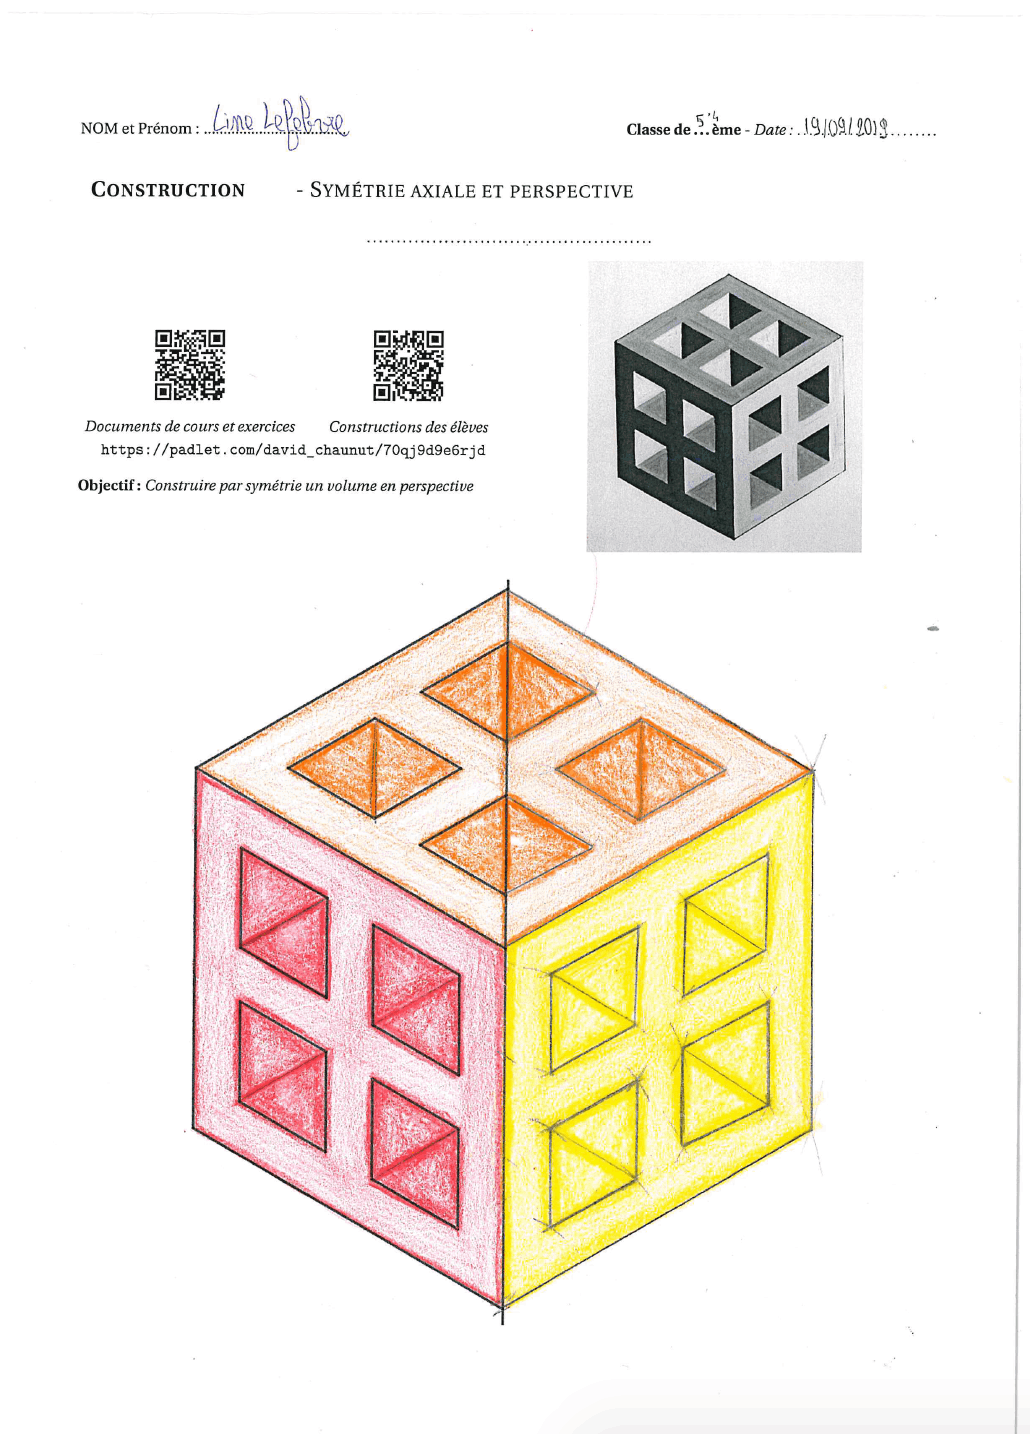 NOM et Prénom : Line Lefebvre
Classe de 5'4 ème - Date : 19/09/2019
CONSTRUCTION - SYMÉTRIE AXIALE ET PERSPECTIVE
Documents de cours et exercices
Constructions des élèves
https://padlet.com/david_chaunut/70qj9d9e6rjd
Objectif : Construire par symétrie un volume en perspective